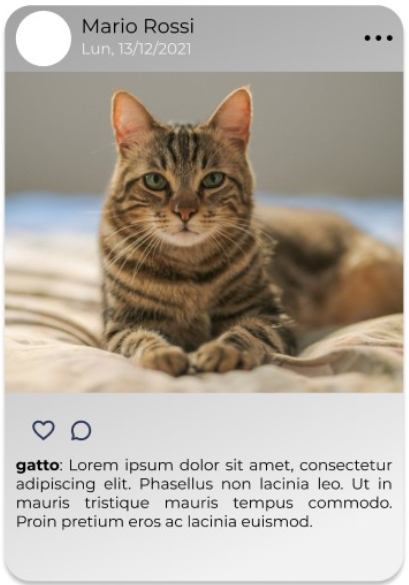 Mario Rossi
Lun, 13/12/2021
gatto: Lorem ipsum dolor sit amet, consectetur
adipiscing elit. Phasellus non lacinia leo. Ut in
mauris tristique mauris tempus commodo.
Proin pretium eros ac lacinia euismod.